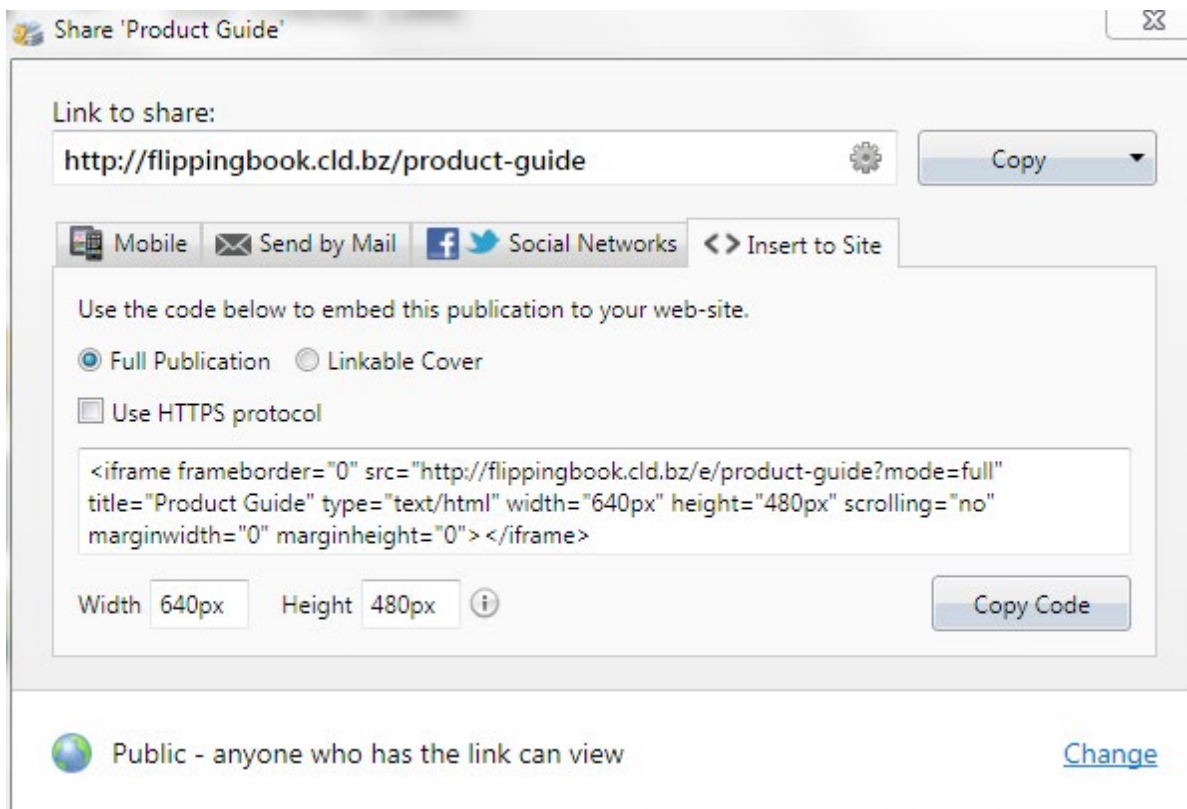 Share 'Product Guide'
Link to share:
http://flippingbook.cld.bz/product-guide
Copy
Mobile
Send by Mail
Social Networks
<> Insert to Site
Use the code below to embed this publication to your web-site.
Full Publication
Linkable Cover
Use HTTPS protocol
<iframe frameborder="0" src="http://flippingbook.cld.bz/e/product-guide?mode=full"
title="Product Guide" type="text/html" width="640px" height="480px" scrolling="no"
marginwidth="0" marginheight="0"></iframe>
Width 640px Height 480px
Copy Code
Public - anyone who has the link can view
Change